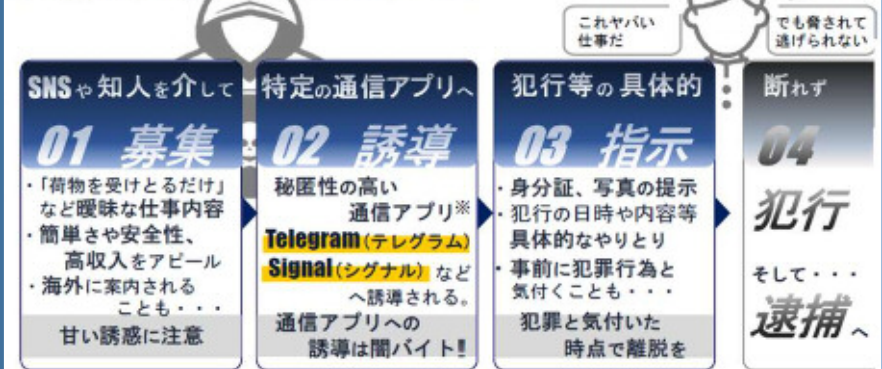 これヤバい
仕事だ
でも脅されて
逃げられない
SNSや知人を介して
01 募集
・「荷物を受けとるだけ」
など曖昧な仕事内容
・簡単さや安全性、
高収入をアピール
・海外に案内される
ことも・・・
甘い誘惑に注意
特定の通信アプリへ
02 誘導
秘匿性の高い
通信アプリ※
Telegram(テレグラム)
Signal(シグナル) など
へ誘導される。
通信アプリへの
誘導は闇バイト!!
犯行等の具体的
03 指示
・身分証、写真の提示
・犯行の日時や内容等
具体的なやりとり
・事前に犯罪行為と
気付くことも・・・
犯罪と気付いた
時点で離脱を
断れず
04
犯行
そして・・・
逮捕へ